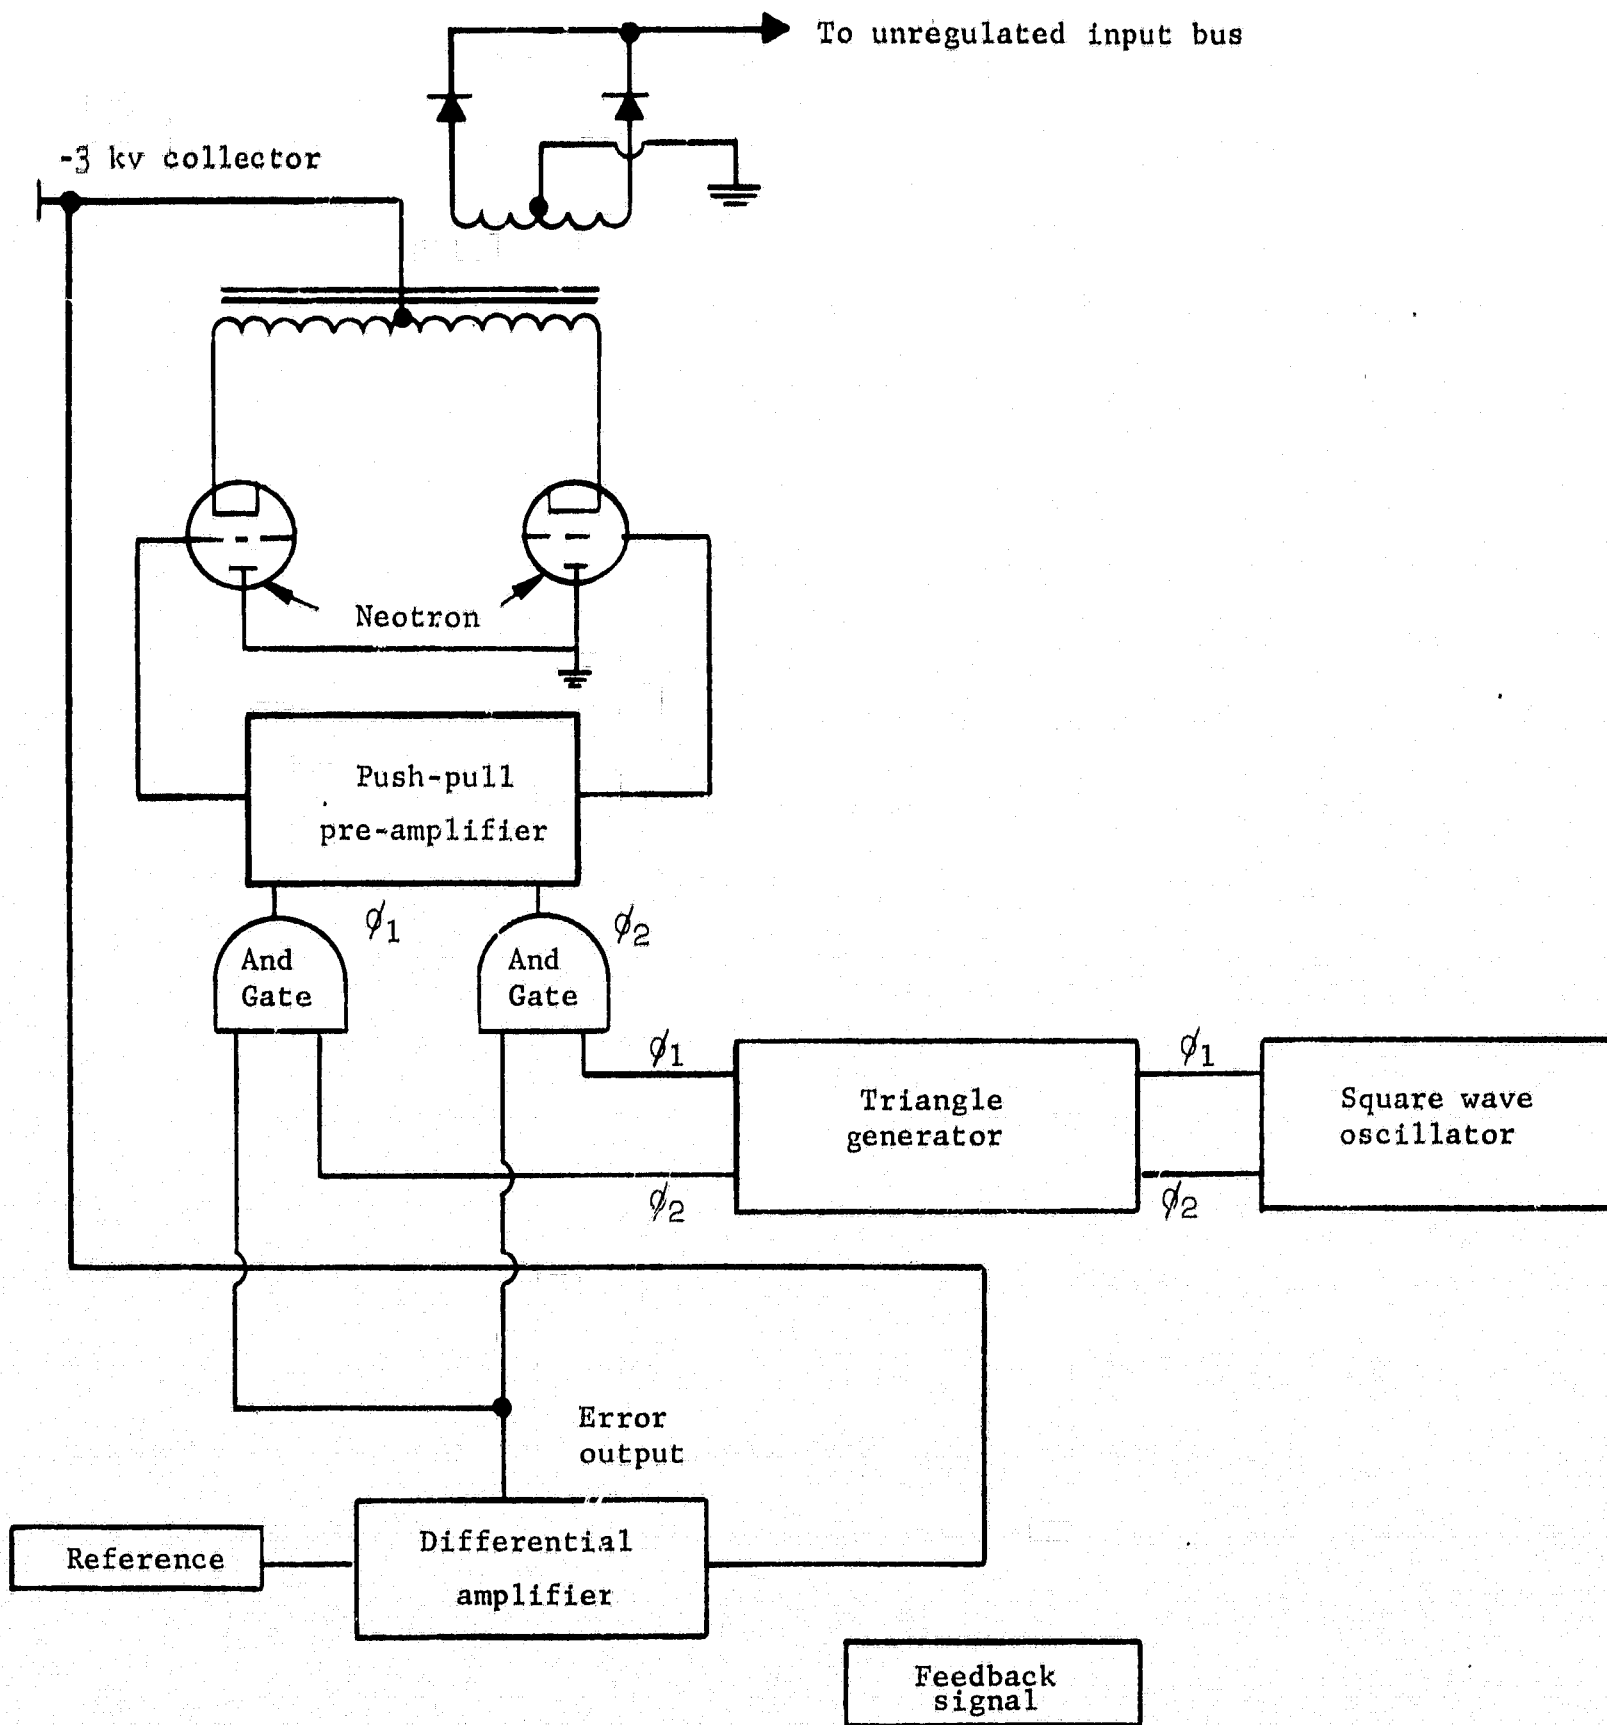 To unregulated input bus
-3 kv collector
Neotron
Push-pull
pre-amplifier
ϕ1
ϕ2
And
Gate
And
Gate
ϕ1
ϕ1
Triangle
generator
Square wave
oscillator
ϕ2
ϕ2
Error
output
Differential
amplifier
Reference
Feedback
signal